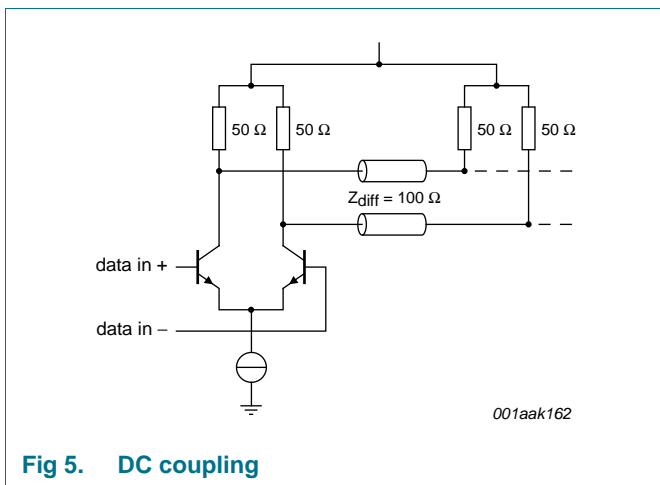 50 Ω 50 Ω 50 Ω 50 Ω
Zdiff = 100 Ω
data in +
data in −
001aak162
Fig 5. DC coupling